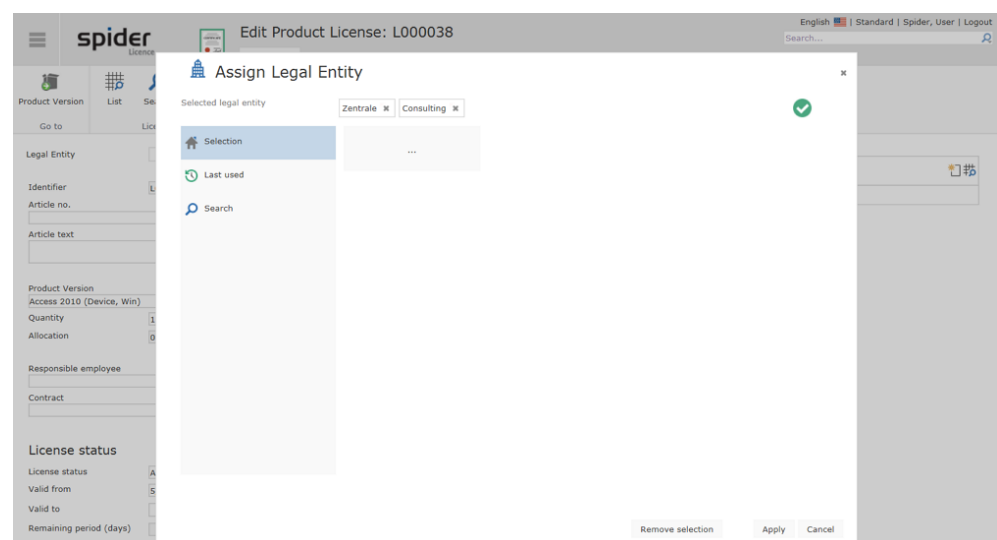 English | Standard | Spider, User | Logout
spider
Licence
Edit Product License: L000038
Search...
Assign Legal Entity
Product Version
List
Selected legal entity
Zentrale
Consulting
Go to
Selection
...
Legal Entity
Last used
Identifier
Article no.
Search
Article text
Product Version
Access 2010 (Device, Win)
Quantity
1
Allocation
0
Responsible employee
Contract
License status
License status
A
Valid from
5
Valid to
Remaining period (days)
Remove selection
Apply
Cancel